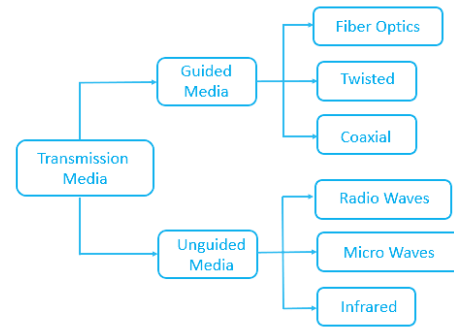 Fiber Optics
Guided
Media
Twisted
Coaxial
Transmission
Media
Radio Waves
Unguided
Media
Micro Waves
Infrared